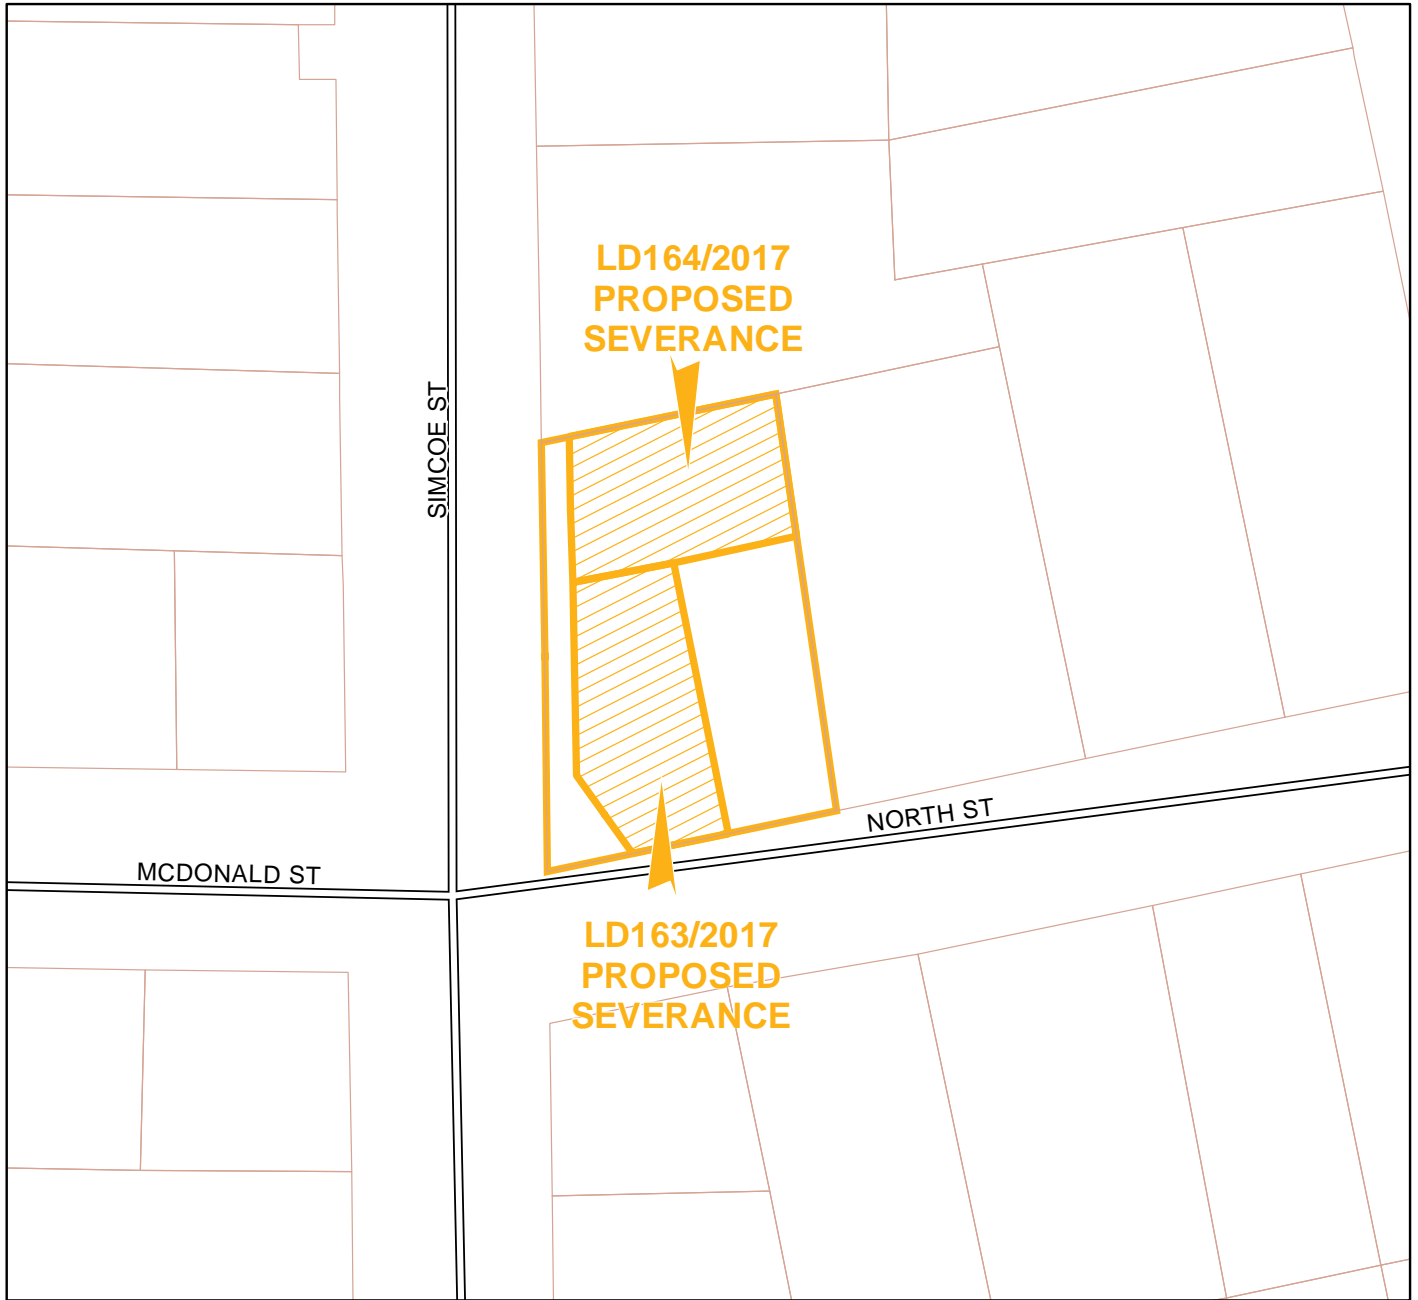 LD164/2017
PROPOSED
SEVERANCE
SIMCOE ST
NORTH ST
MCDONALD ST
LD163/2017
PROPOSED
SEVERANCE